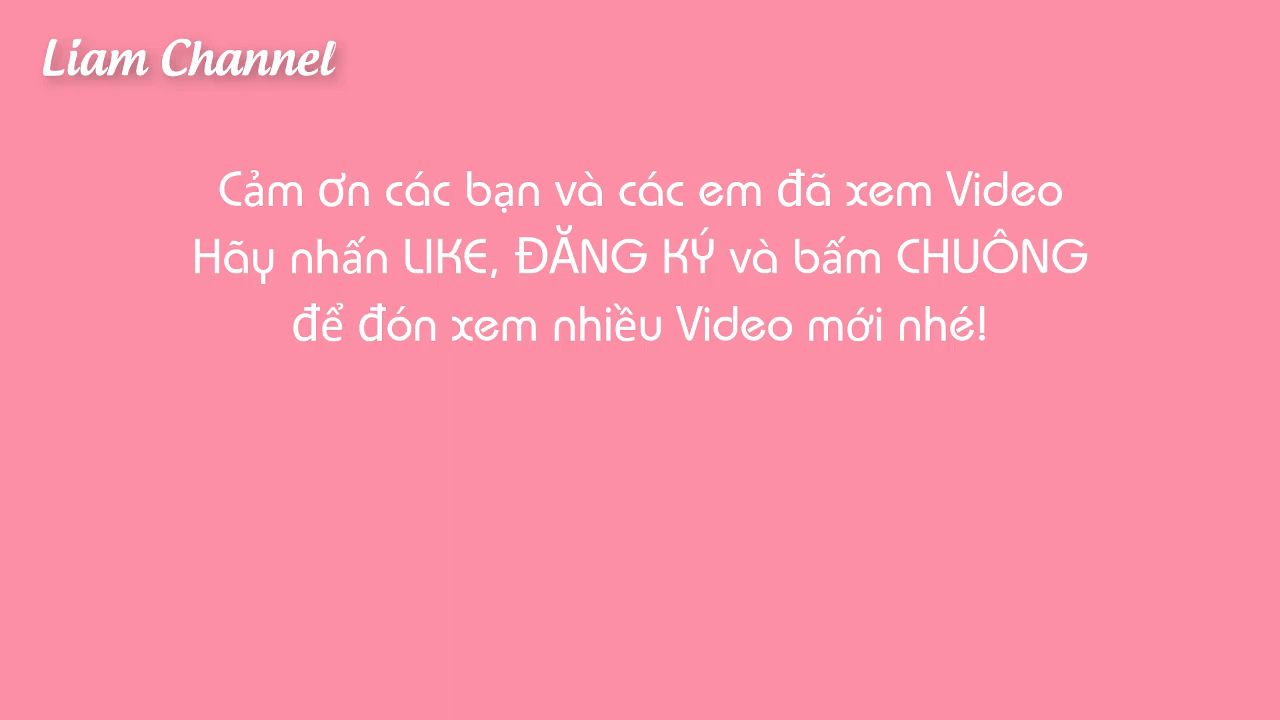 Liam Channel
Cảm ơn các bạn và các em đã xem Video
Hãy nhấn LIKE, ĐĂNG KÝ và bấm CHUÔNG
để đón xem nhiều Video mới nhé!